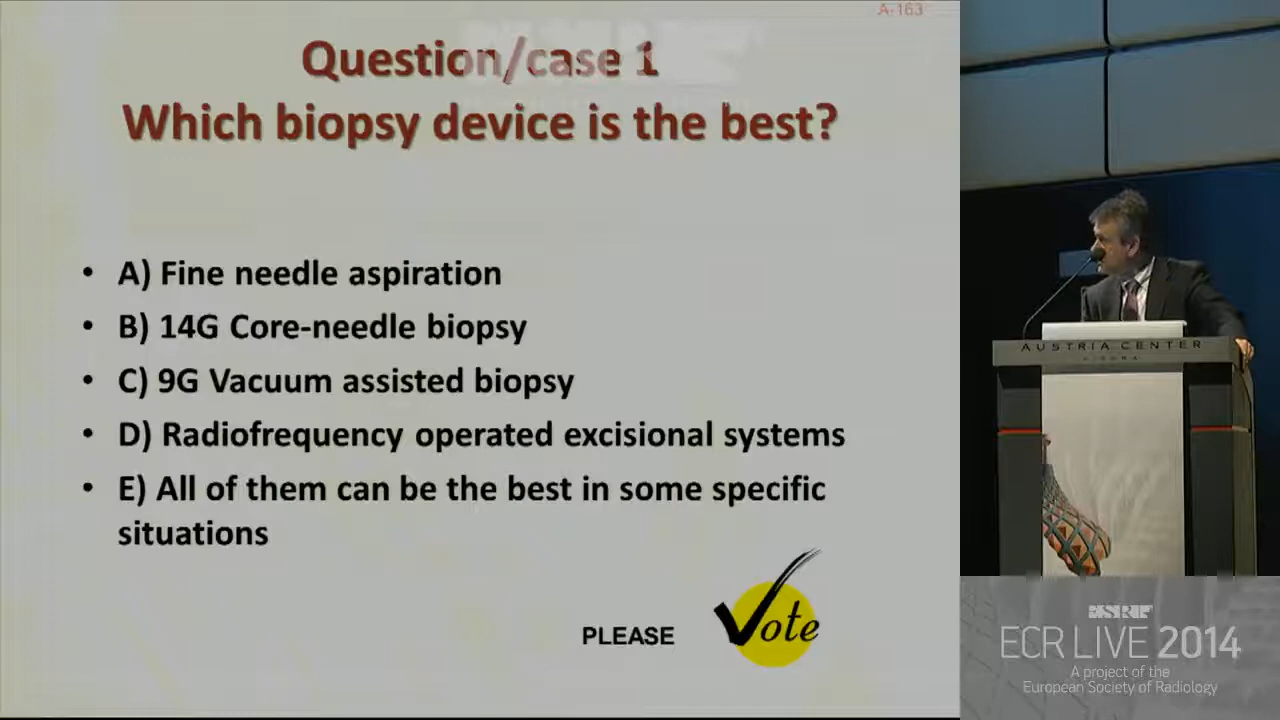 A-163
Question/case 1
Which biopsy device is the best?
• A) Fine needle aspiration
• B) 14G Core-needle biopsy
• C) 9G Vacuum assisted biopsy
• D) Radiofrequency operated excisional systems
• E) All of them can be the best in some specific
situations
PLEASE
Vote
AUSTRIA CENTER
ECR LIVE 2014
A project of the
European Society of Radiology